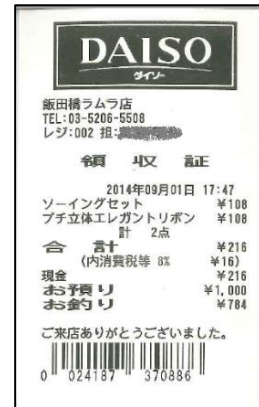 DAISO
ダイソー
飯田橋ラムラ店
TEL:03-5206-5508
レジ:002 担:
領 収 証
2014年09月01日 17:47
ソーイングセット ¥108
プチ立体エレガントリボン ¥108
計 2点
合 計 ¥216
(内消費税等 8% ¥16)
現金 ¥216
お預り ¥1,000
お釣り ¥784
ご来店ありがとうございました。
0 024187 370886